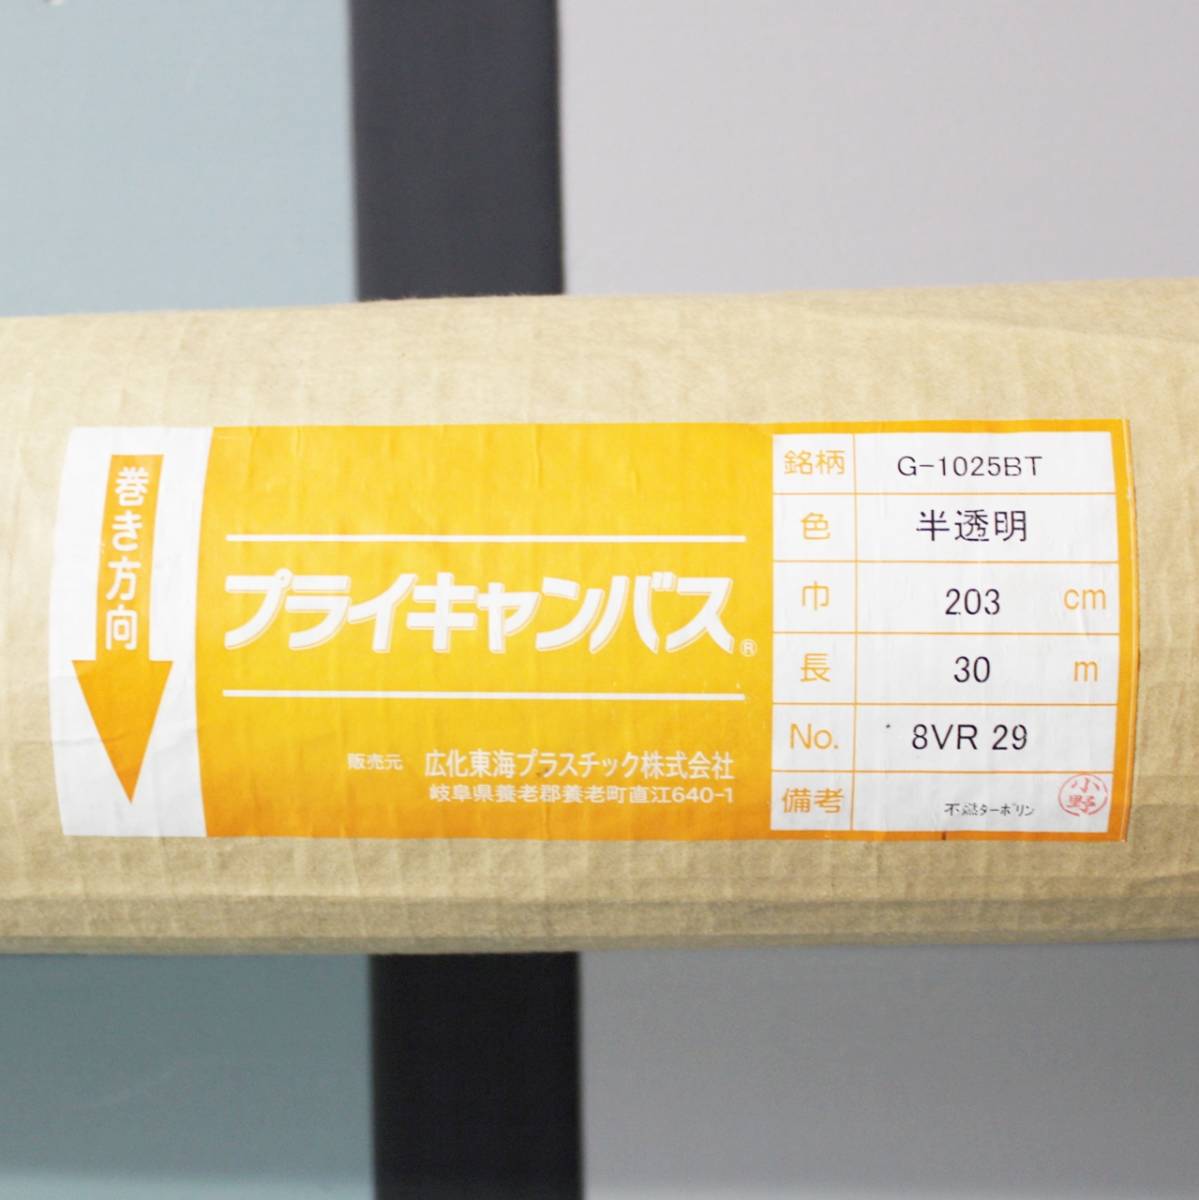 巻き方向
プライキャンバス®
販売元 広化東海プラスチック株式会社
岐阜県養老郡養老町直江640-1
銘柄 G-1025BT
色 半透明
巾 203 cm
長 30 m
No. 8VR 29
備考 不燃ターポリン 小野